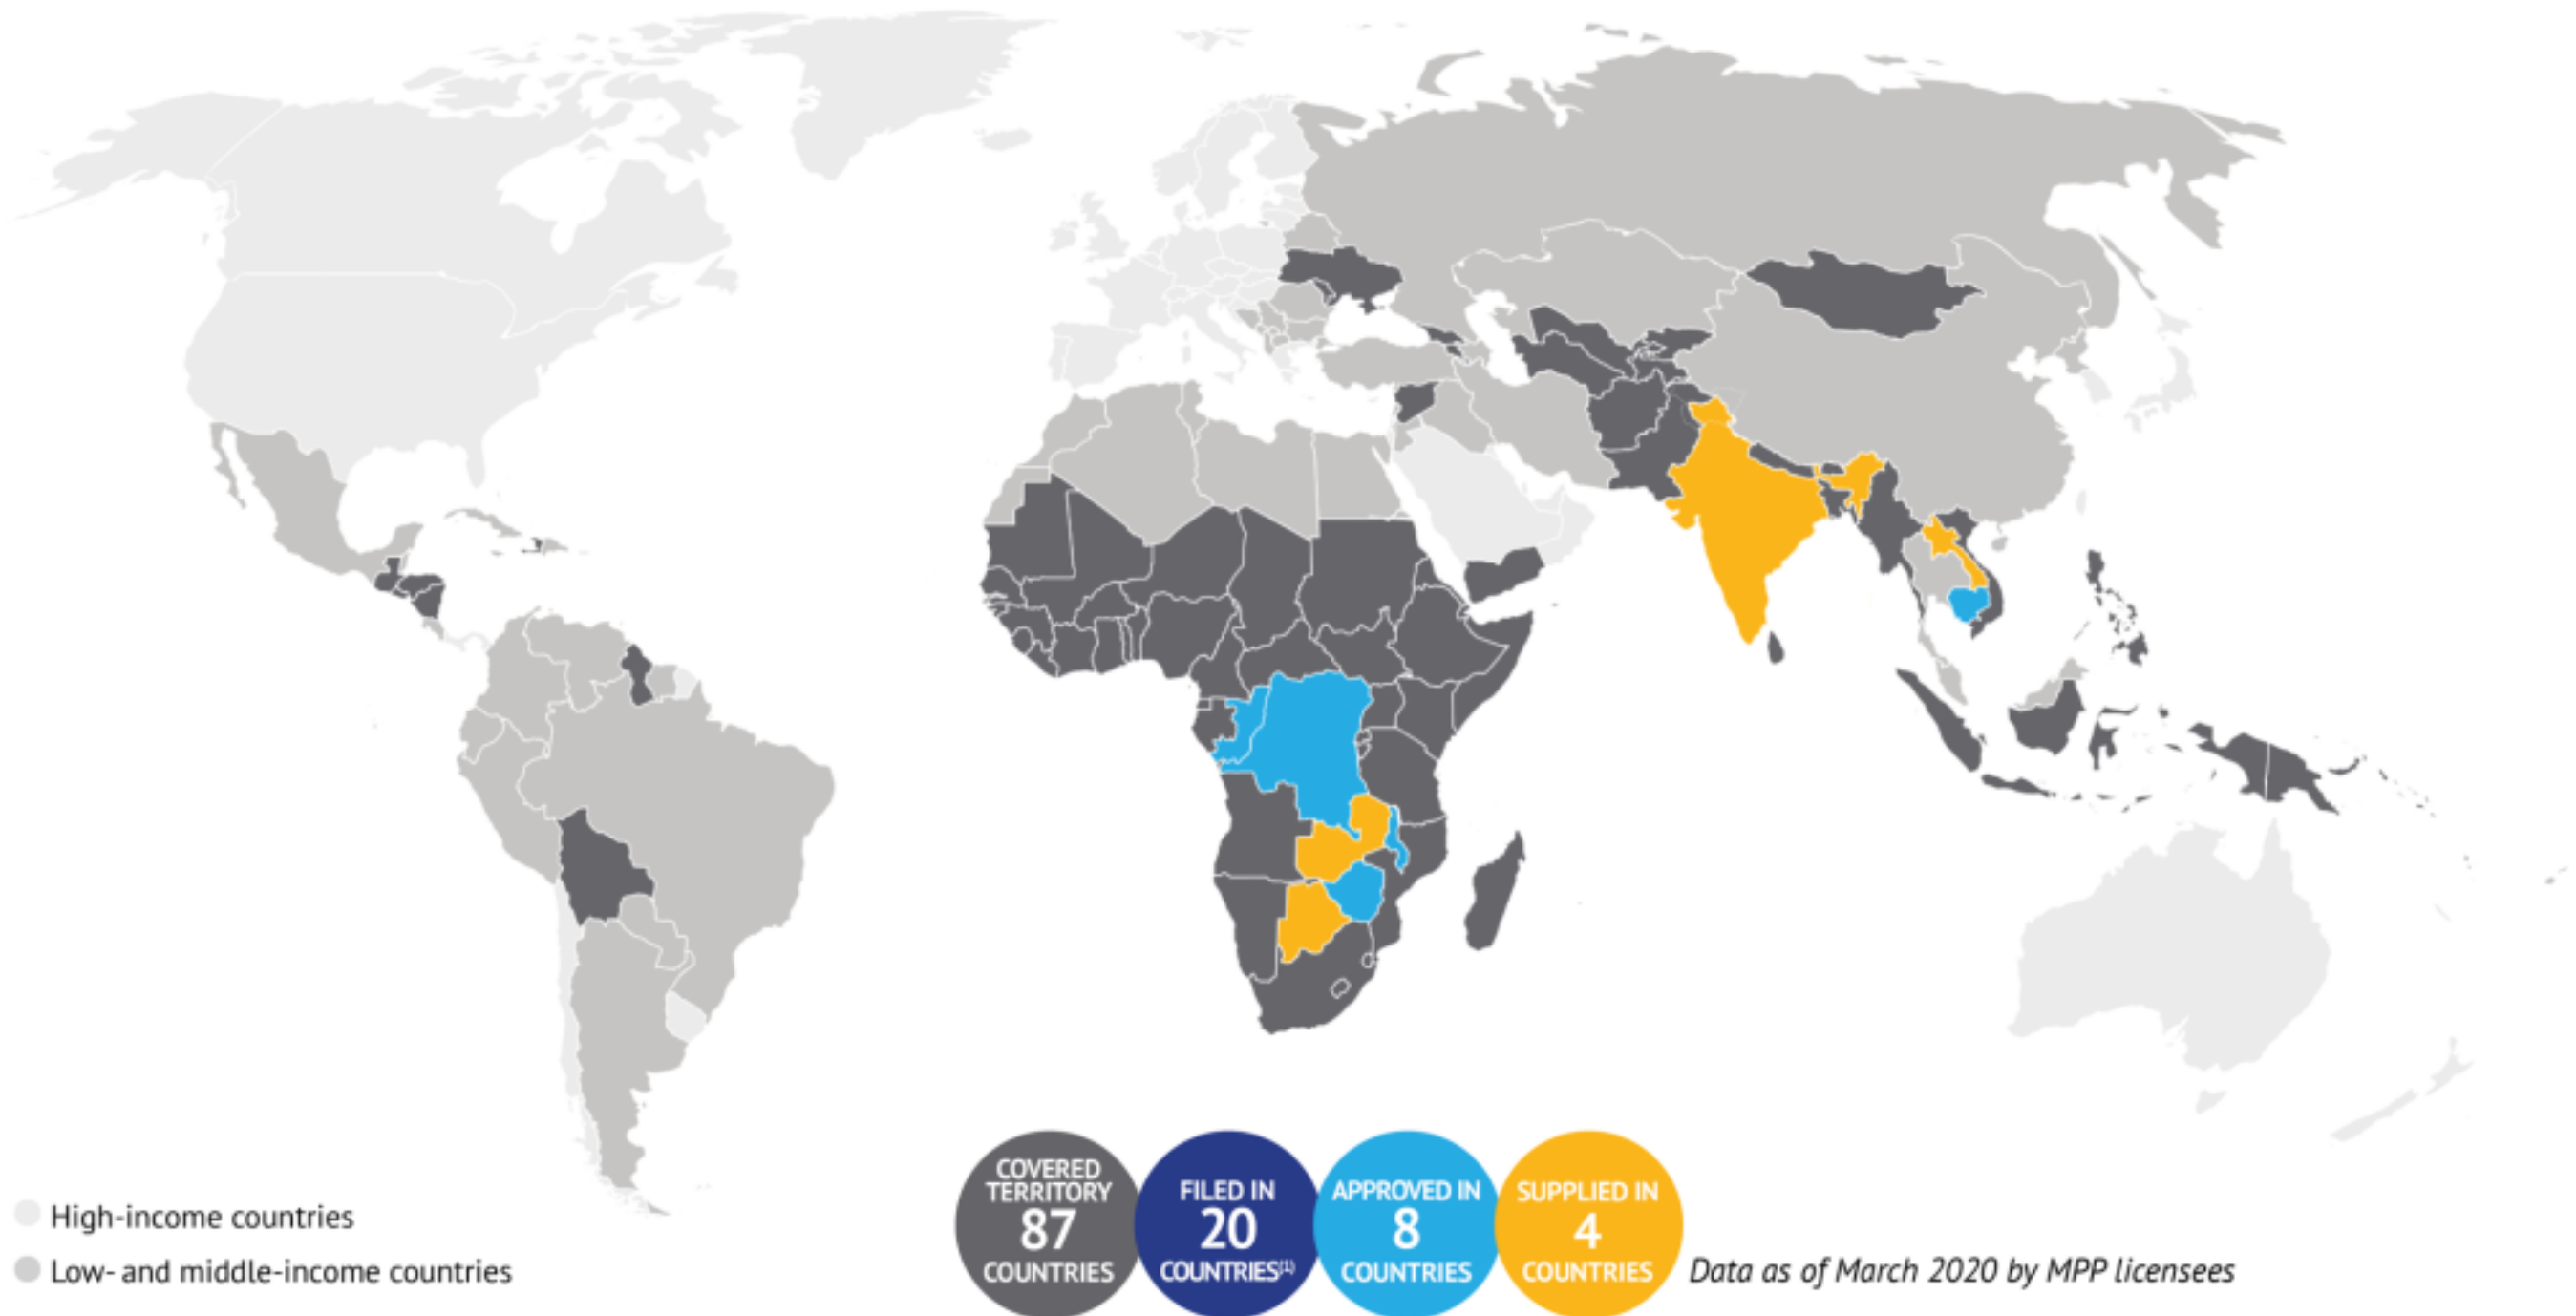 High-income countries
Low- and middle-income countries
COVERED
TERRITORY
87
COUNTRIES
FILED IN
20
COUNTRIES(1)
APPROVED IN
8
COUNTRIES
SUPPLIED IN
4
COUNTRIES
Data as of March 2020 by MPP licensees